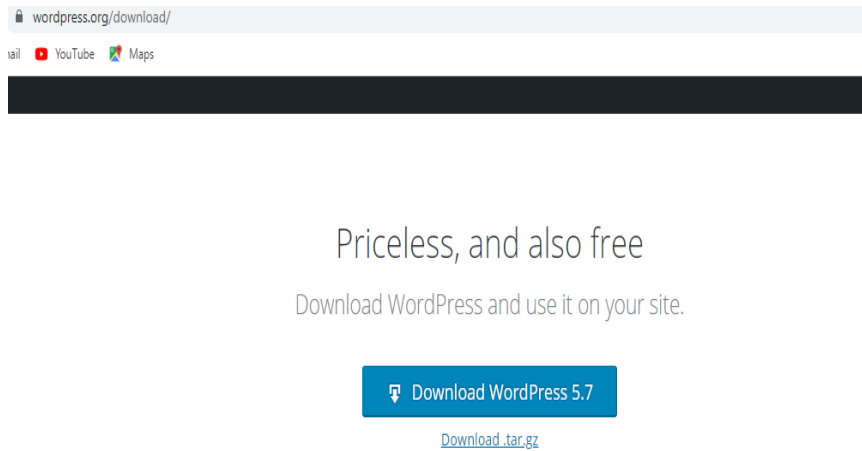 wordpress.org/download/
YouTube Maps
Priceless, and also free
Download WordPress and use it on your site.
Download WordPress 5.7
Download .tar.gz